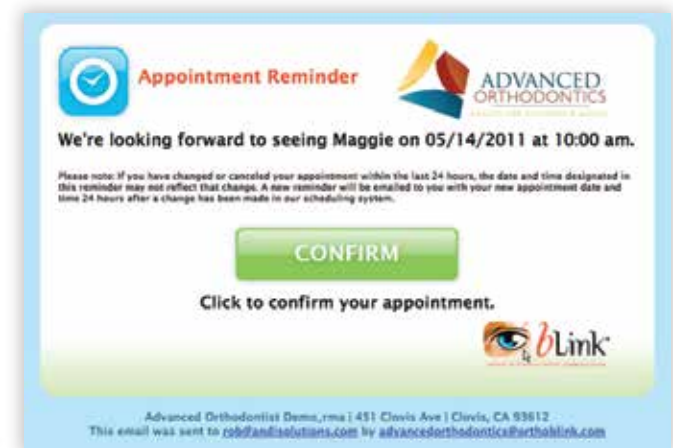 Appointment Reminder
ADVANCED
ORTHODONTICS
We're looking forward to seeing Maggie on 05/14/2011 at 10:00 am.
Please note: If you have changed or canceled your appointment within the last 24 hours, the date and time designated in
this reminder may not reflect that change. A new reminder will be emailed to you with your new appointment date and
time 24 hours after a change has been made in our scheduling system.
CONFIRM
Click to confirm your appointment.
bLink
Advanced Orthodontist Demo,rma | 451 Clovis Ave | Clovis, CA 93612
This email was sent to rob@andisolutions.com by advancedorthodontics@orthoblink.com